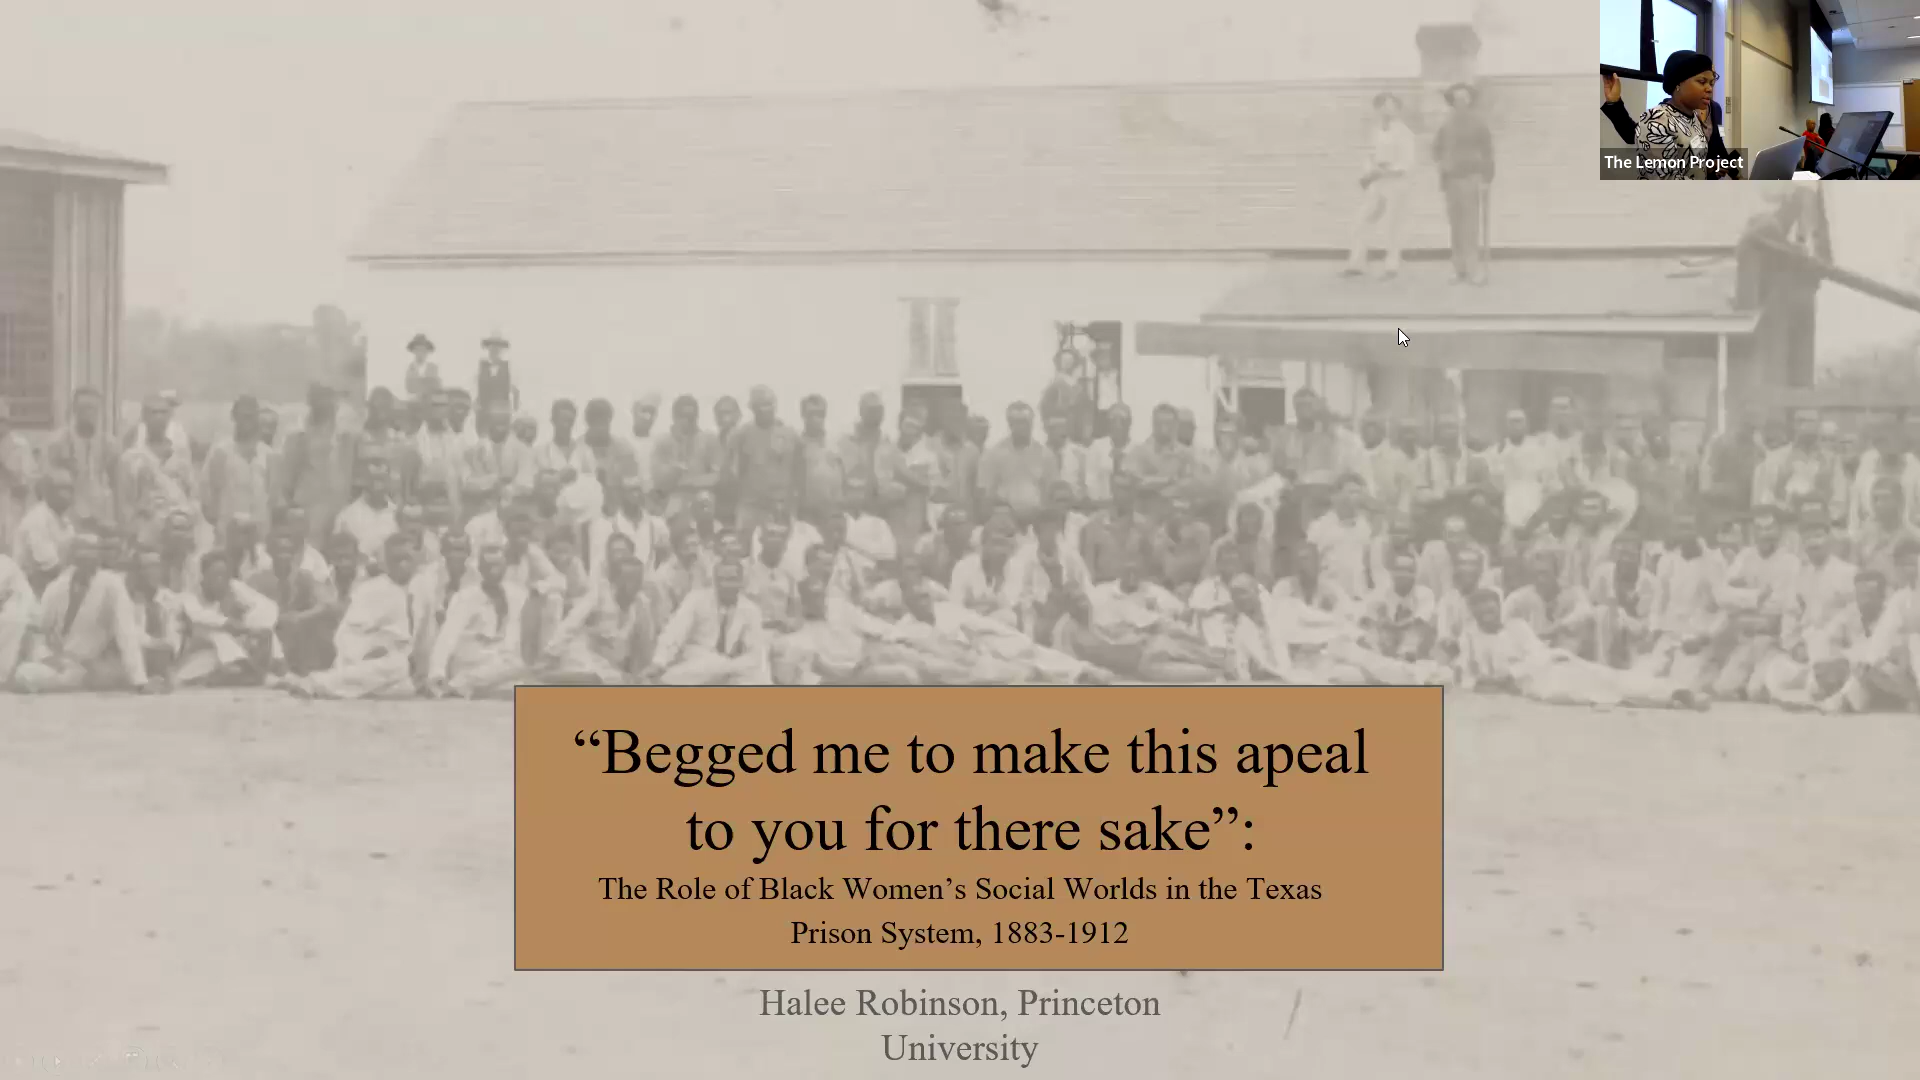 The Lemon Project
“Begged me to make this apeal
to you for there sake”:
The Role of Black Women’s Social Worlds in the Texas
Prison System, 1883-1912
Halee Robinson, Princeton
University